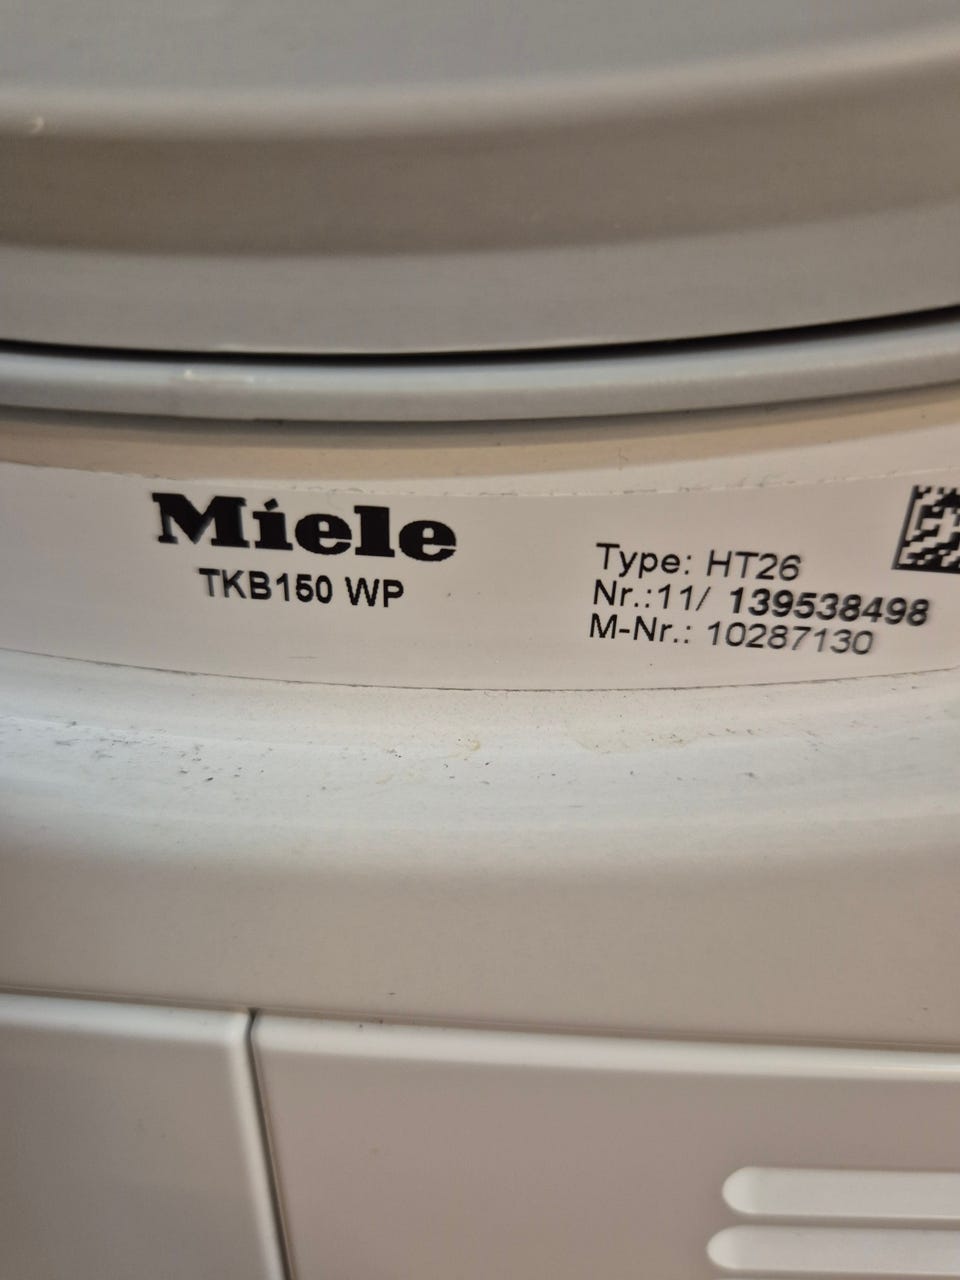 Miele
TKB150 WP
Type: HT26
Nr.:11/ 139538498
M-Nr.: 10287130